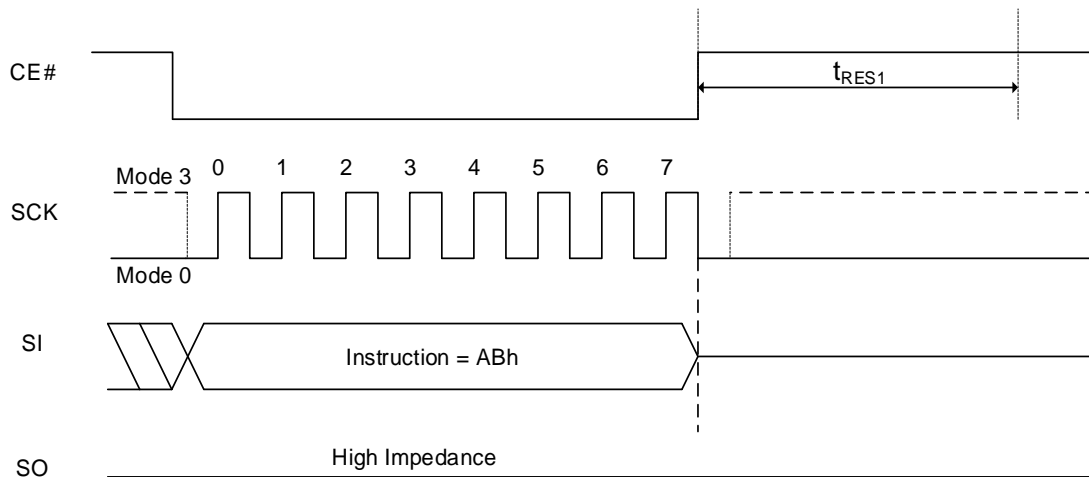 CE#
tRES1
Mode 3
0 1 2 3 4 5 6 7
SCK
Mode 0
SI
Instruction = ABh
High Impedance
SO